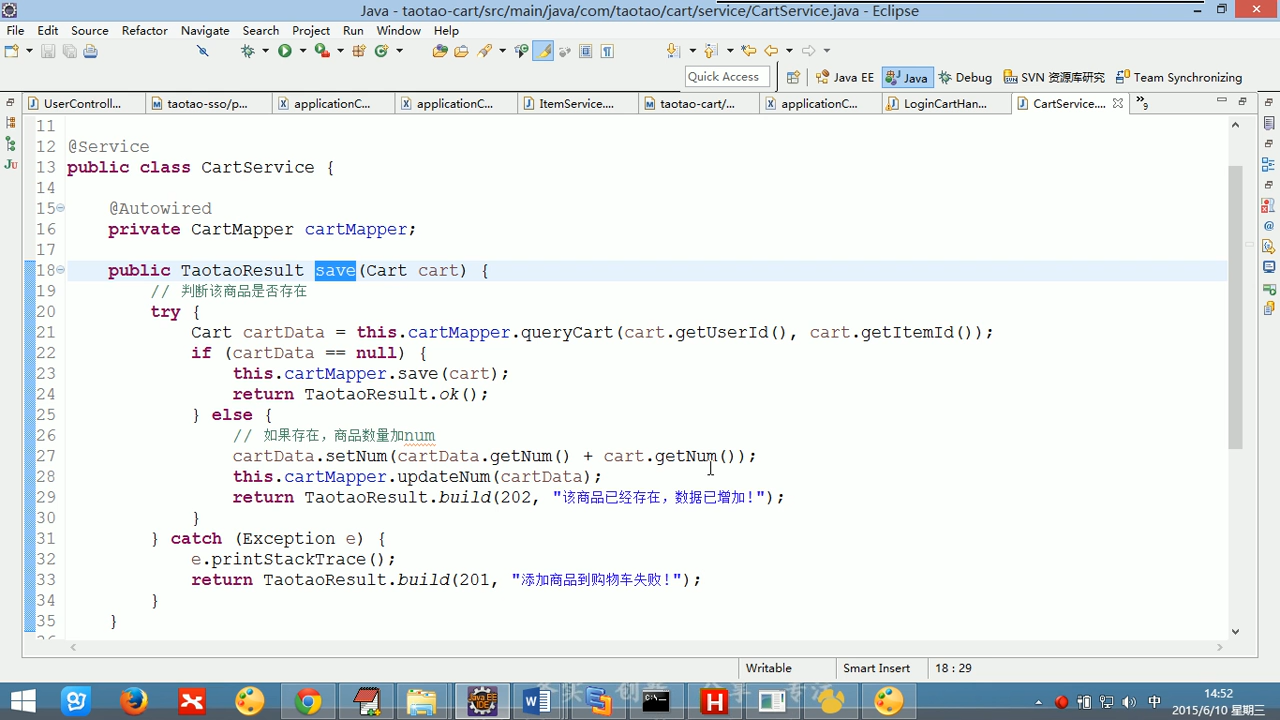 Java - taotao-cart/src/main/java/com/taotao/cart/service/CartService.java - Eclipse
File Edit Source Refactor Navigate Search Project Run Window Help
Quick Access Java EE Java Debug SVN 资源库研究 Team Synchronizing
UserControll... taotao-sso/p... applicationC... applicationC... ItemService.... taotao-cart/... applicationC... LoginCartHan... CartService.... »9
11
12 @Service
13 public class CartService {
14
15 @Autowired
16 private CartMapper cartMapper;
17
18 public TaotaoResult save(Cart cart) {
19 // 判断该商品是否存在
20 try {
21 Cart cartData = this.cartMapper.queryCart(cart.getUserId(), cart.getItemId());
22 if (cartData == null) {
23 this.cartMapper.save(cart);
24 return TaotaoResult.ok();
25 } else {
26 // 如果存在，商品数量加num
27 cartData.setNum(cartData.getNum() + cart.getNum());
28 this.cartMapper.updateNum(cartData);
29 return TaotaoResult.build(202, "该商品已经存在，数据已增加！");
30 }
31 } catch (Exception e) {
32 e.printStackTrace();
33 return TaotaoResult.build(201, "添加商品到购物车失败！");
34 }
35 }
Writable Smart Insert 18 : 29
中 14:52
2015/6/10 星期三